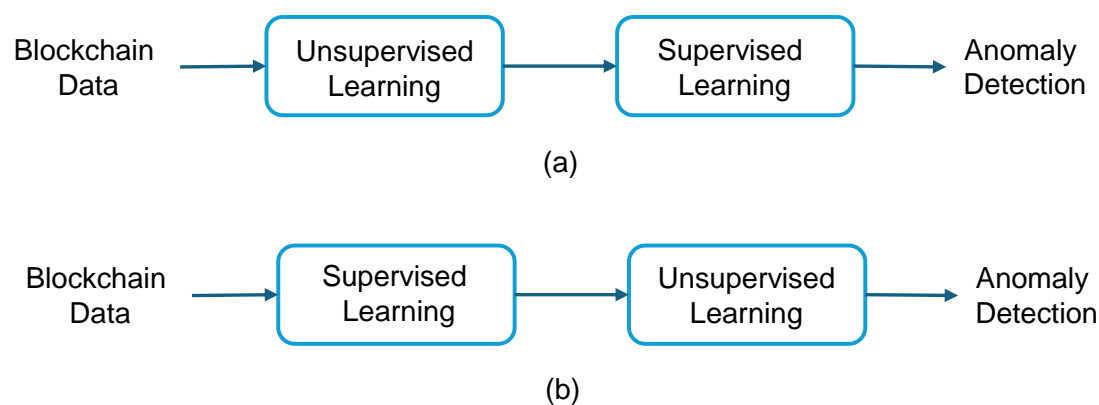 Blockchain
Data
Unsupervised
Learning
Supervised
Learning
Anomaly
Detection
(a)
Blockchain
Data
Supervised
Learning
Unsupervised
Learning
Anomaly
Detection
(b)